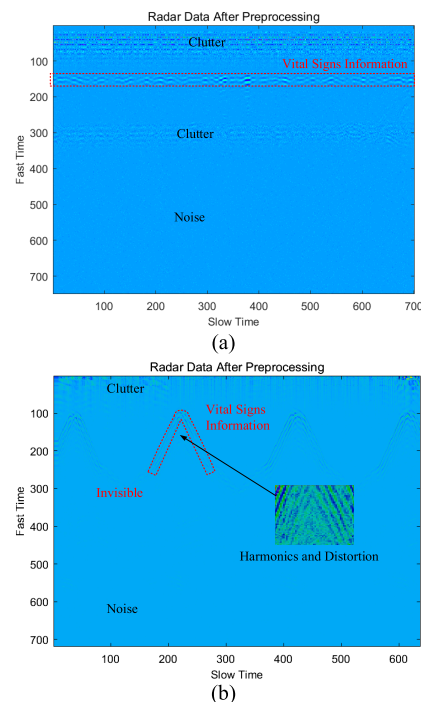 Radar Data After Preprocessing
Clutter
Vital Signs Information
100
200
300
400
500
600
700
Clutter
Noise
Fast Time
100 200 300 400 500 600 700
Slow Time
(a)
Radar Data After Preprocessing
Clutter
Vital Signs
Information
100
200
300
400
500
600
700
Invisible
Harmonics and Distortion
Noise
Fast Time
100 200 300 400 500 600
Slow Time
(b)